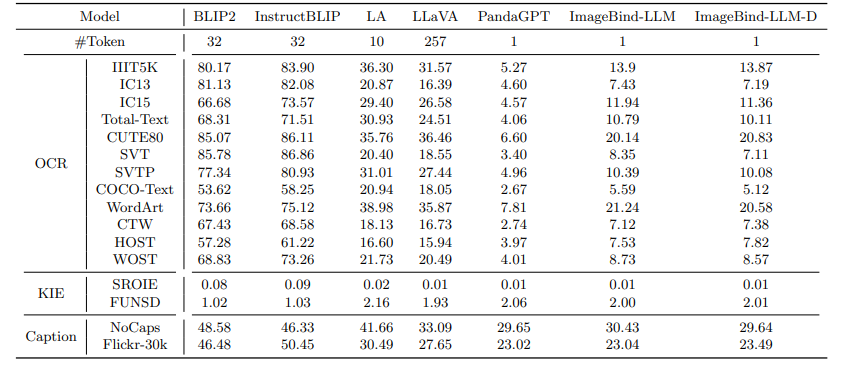 Model BLIP2 InstructBLIP LA LLaVA PandaGPT ImageBind-LLM ImageBind-LLM-D
#Token 32 32 10 257 1 1 1
OCR
IIIT5K 80.17 83.90 36.30 31.57 5.27 13.9 13.87
IC13 81.13 82.08 20.87 16.39 4.60 7.43 7.19
IC15 66.68 73.57 29.40 26.58 4.57 11.94 11.36
Total-Text 68.31 71.51 30.93 24.51 4.06 10.79 10.11
CUTE80 85.07 86.11 35.76 36.46 6.60 20.14 20.83
SVT 85.78 86.86 20.40 18.55 3.40 8.35 7.11
SVTP 77.34 80.93 31.01 27.44 4.96 10.39 10.08
COCO-Text 53.62 58.25 20.94 18.05 2.67 5.59 5.12
WordArt 73.66 75.12 38.98 35.87 7.81 21.24 20.58
CTW 67.43 68.58 18.13 16.73 2.74 7.12 7.38
HOST 57.28 61.22 16.60 15.94 3.97 7.53 7.82
WOST 68.83 73.26 21.73 20.49 4.01 8.73 8.57
KIE
SROIE 0.08 0.09 0.02 0.01 0.01 0.01 0.01
FUNSD 1.02 1.03 2.16 1.93 2.06 2.00 2.01
Caption
NoCaps 48.58 46.33 41.66 33.09 29.65 30.43 29.64
Flickr-30k 46.48 50.45 30.49 27.65 23.02 23.04 23.49